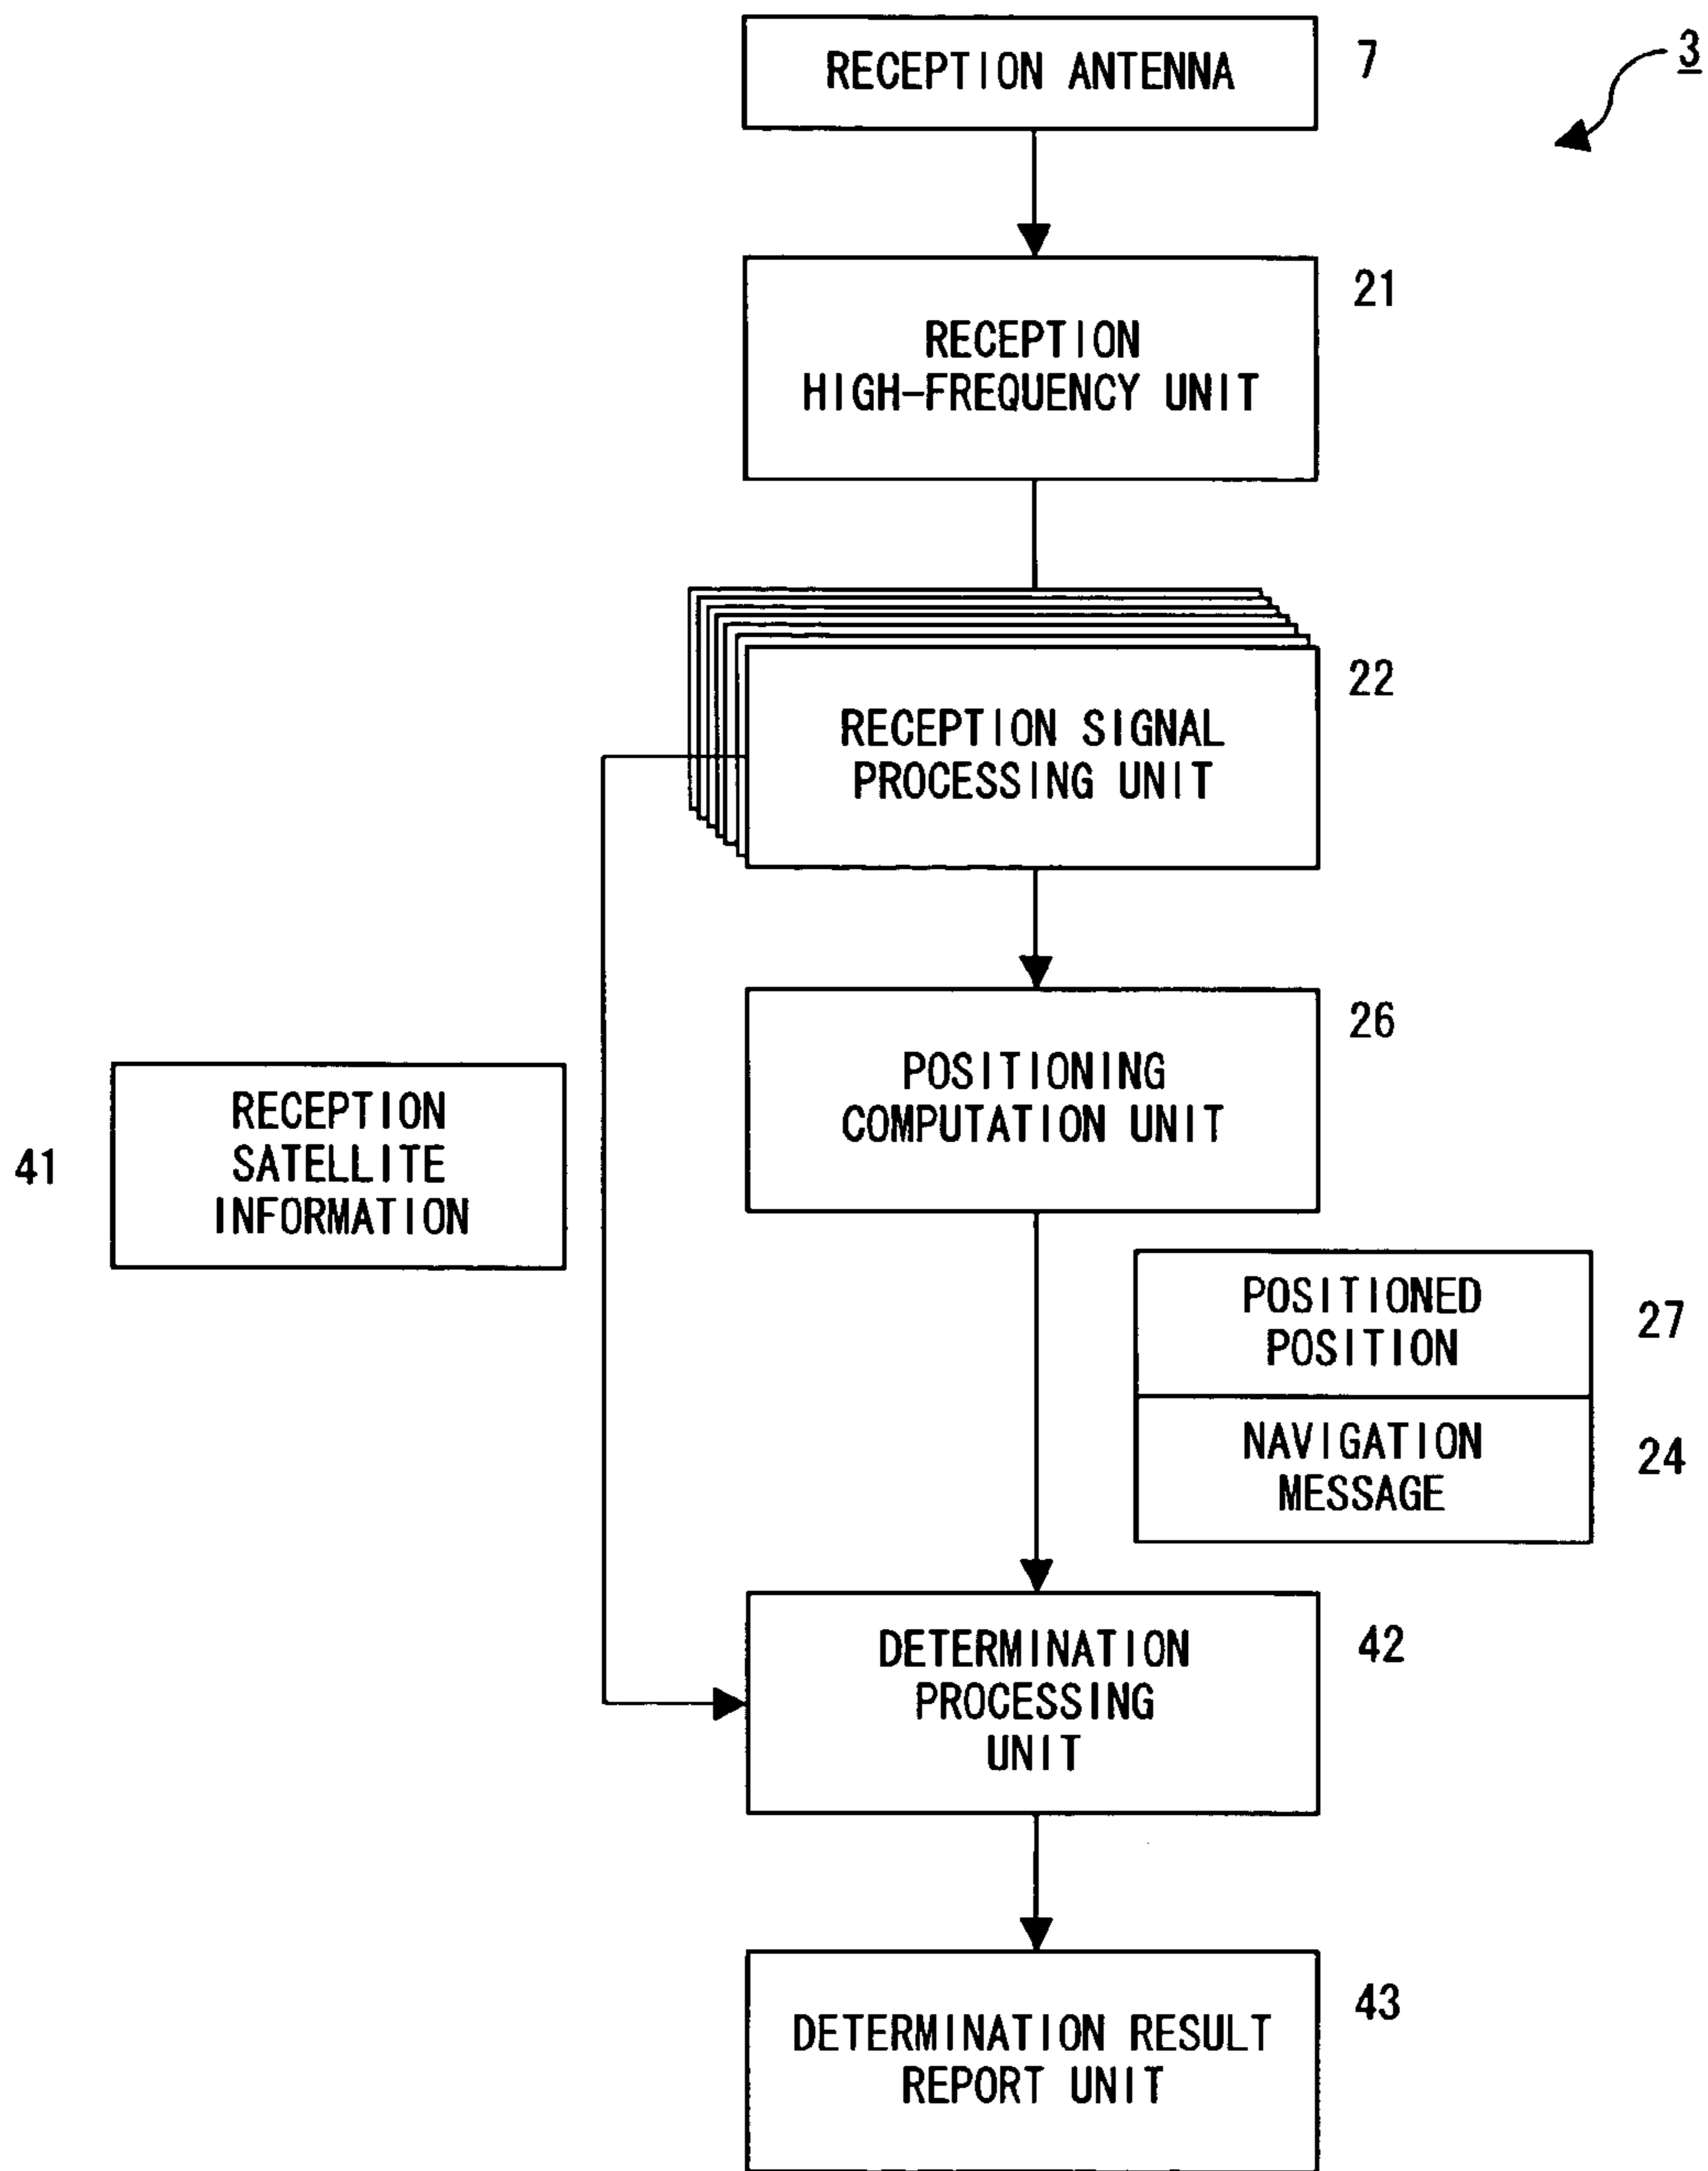 RECEPTION ANTENNA
7
3
21
RECEPTION
HIGH-FREQUENCY UNIT
22
RECEPTION SIGNAL
PROCESSING UNIT
26
POSITIONING
COMPUTATION UNIT
41
RECEPTION
SATELLITE
INFORMATION
POSITIONED
POSITION
27
NAVIGATION
MESSAGE
24
42
DETERMINATION
PROCESSING
UNIT
43
DETERMINATION RESULT
REPORT UNIT